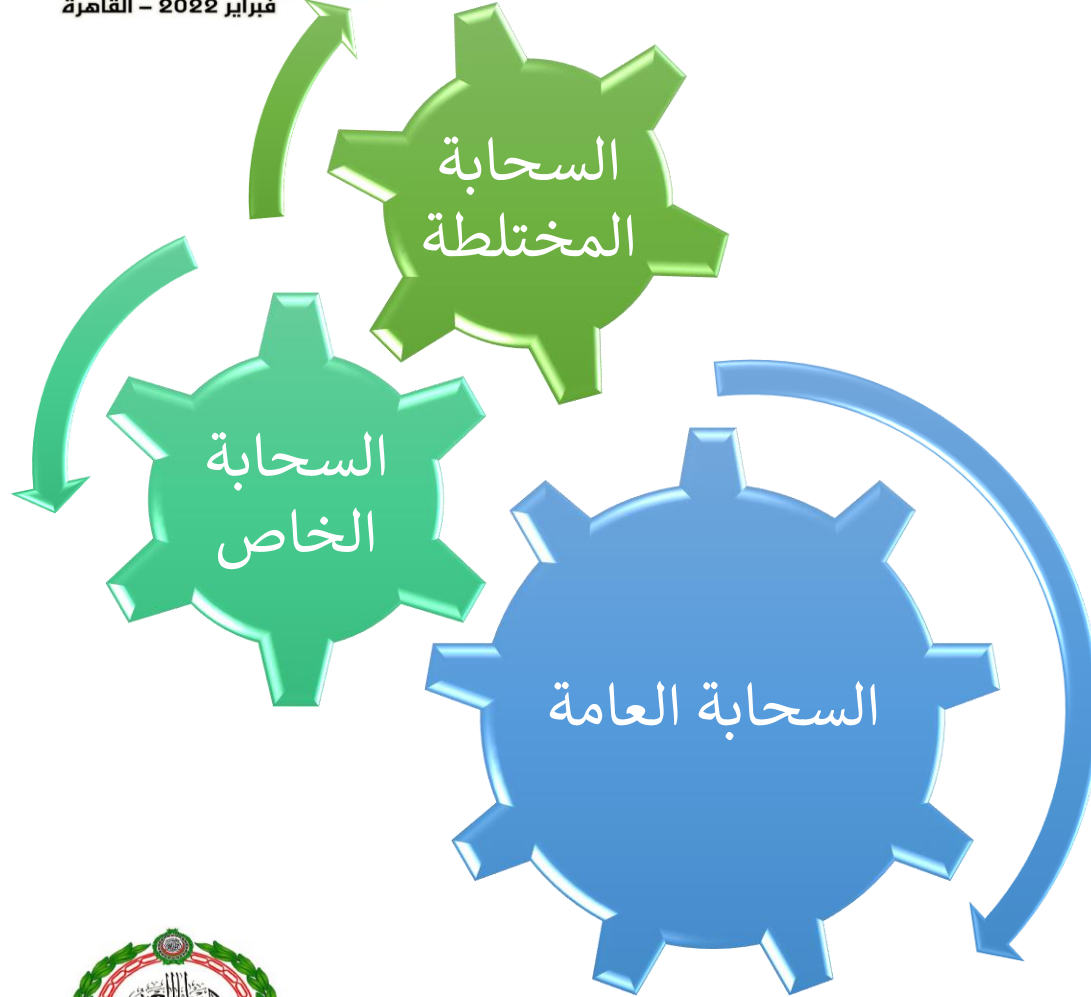 فبراير 2022 – القاهرة
السحابة
المختلطة
السحابة
الخاص
السحابة العامة